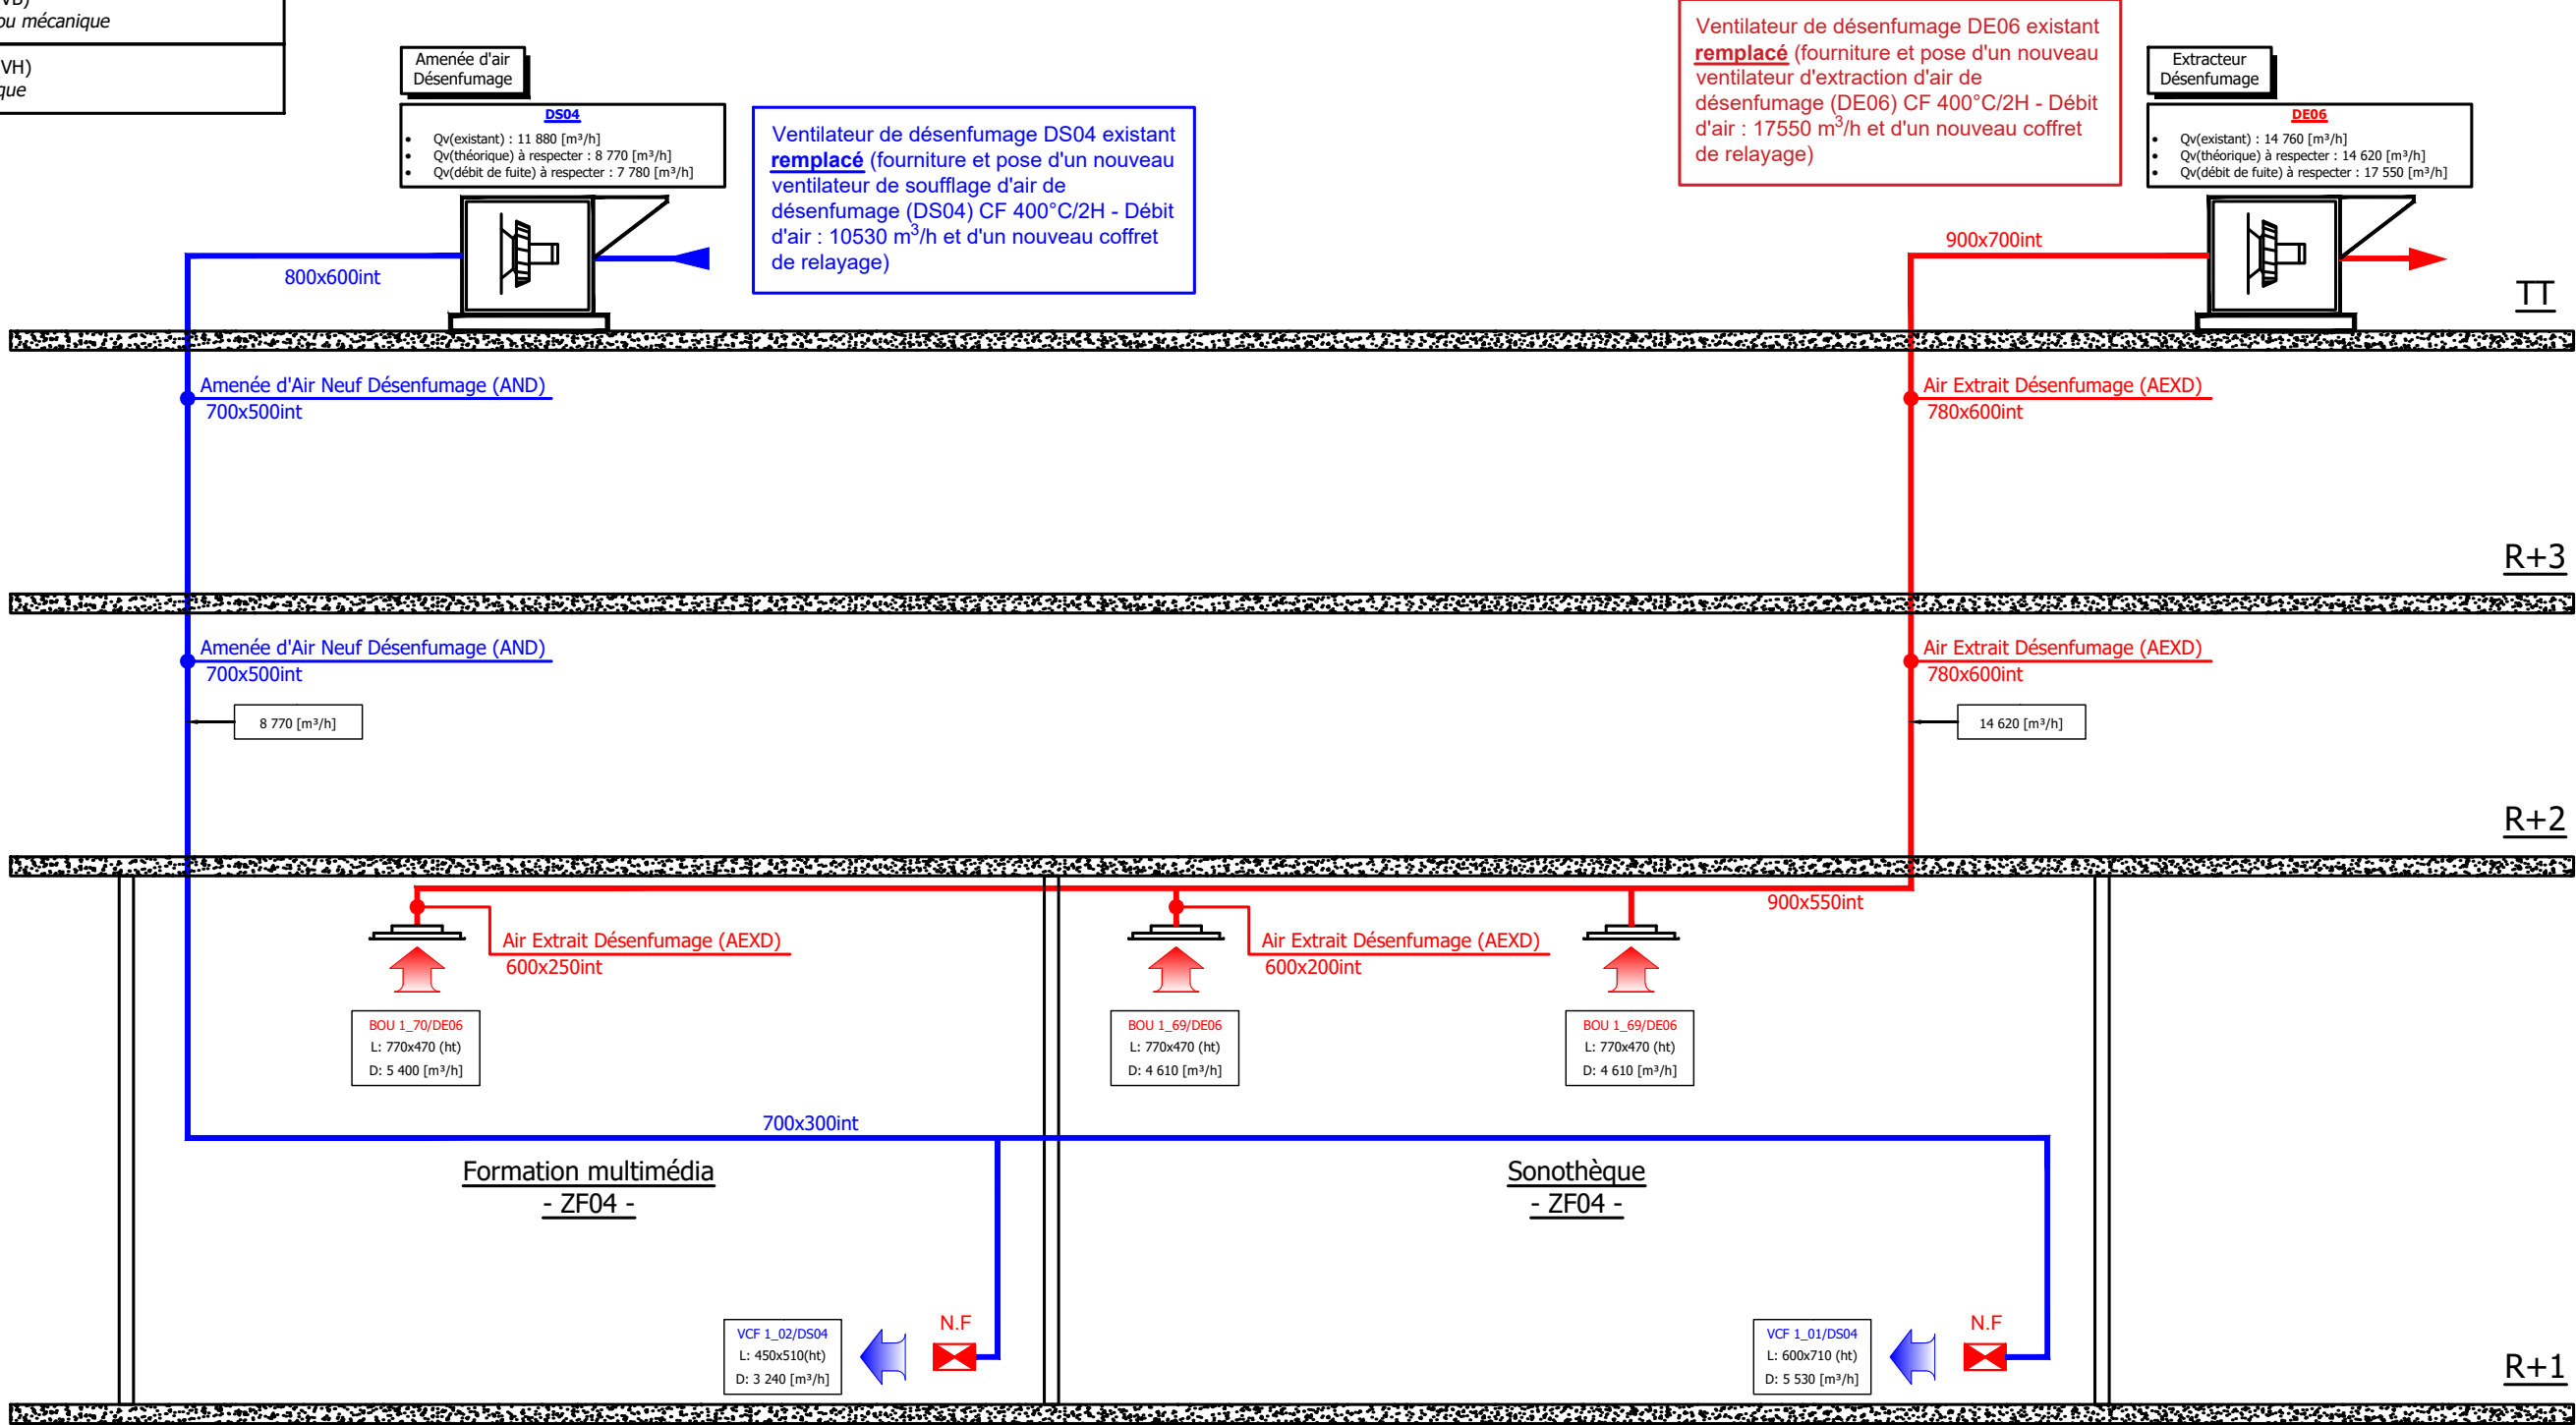 ou mécanique
VH)
que
Amenée d'air
Désenfumage
DS04
• Qv(existant) : 11 880 [m³/h]
• Qv(théorique) à respecter : 8 770 [m³/h]
• Qv(débit de fuite) à respecter : 7 780 [m³/h]
Ventilateur de désenfumage DS04 existant
remplacé (fourniture et pose d'un nouveau
ventilateur de soufflage d'air de
désenfumage (DS04) CF 400°C/2H - Débit
d'air : 10530 m³/h et d'un nouveau coffret
de relayage)
Ventilateur de désenfumage DE06 existant
remplacé (fourniture et pose d'un nouveau
ventilateur d'extraction d'air de
désenfumage (DE06) CF 400°C/2H - Débit
d'air : 17550 m³/h et d'un nouveau coffret
de relayage)
Extracteur
Désenfumage
DE06
• Qv(existant) : 14 760 [m³/h]
• Qv(théorique) à respecter : 14 620 [m³/h]
• Qv(débit de fuite) à respecter : 17 550 [m³/h]
800x600int
900x700int
TT
Amenée d'Air Neuf Désenfumage (AND)
700x500int
Air Extrait Désenfumage (AEXD)
780x600int
R+3
Amenée d'Air Neuf Désenfumage (AND)
700x500int
8 770 [m³/h]
Air Extrait Désenfumage (AEXD)
780x600int
14 620 [m³/h]
R+2
900x550int
Air Extrait Désenfumage (AEXD)
600x250int
Air Extrait Désenfumage (AEXD)
600x200int
BOU 1_70/DE06
L: 770x470 (ht)
D: 5 400 [m³/h]
BOU 1_69/DE06
L: 770x470 (ht)
D: 4 610 [m³/h]
BOU 1_69/DE06
L: 770x470 (ht)
D: 4 610 [m³/h]
700x300int
Formation multimédia
- ZF04 -
Sonothèque
- ZF04 -
VCF 1_02/DS04
L: 450x510(ht)
D: 3 240 [m³/h]
N.F
VCF 1_01/DS04
L: 600x710 (ht)
D: 5 530 [m³/h]
N.F
R+1